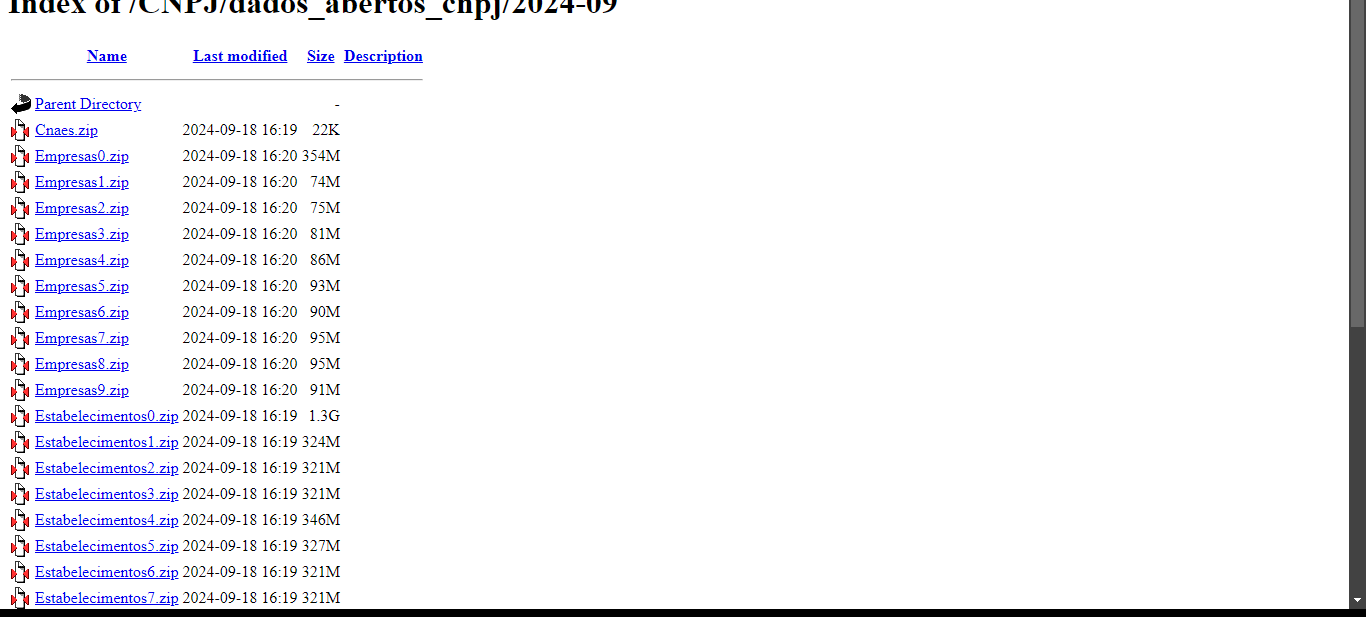 Index of /CNPJ/dados_abertos_cnpj/2024-09
Name Last modified Size Description
Parent Directory -
Cnaes.zip 2024-09-18 16:19 22K
Empresas0.zip 2024-09-18 16:20 354M
Empresas1.zip 2024-09-18 16:20 74M
Empresas2.zip 2024-09-18 16:20 75M
Empresas3.zip 2024-09-18 16:20 81M
Empresas4.zip 2024-09-18 16:20 86M
Empresas5.zip 2024-09-18 16:20 93M
Empresas6.zip 2024-09-18 16:20 90M
Empresas7.zip 2024-09-18 16:20 95M
Empresas8.zip 2024-09-18 16:20 95M
Empresas9.zip 2024-09-18 16:20 91M
Estabelecimentos0.zip 2024-09-18 16:19 1.3G
Estabelecimentos1.zip 2024-09-18 16:19 324M
Estabelecimentos2.zip 2024-09-18 16:19 321M
Estabelecimentos3.zip 2024-09-18 16:19 321M
Estabelecimentos4.zip 2024-09-18 16:19 346M
Estabelecimentos5.zip 2024-09-18 16:19 327M
Estabelecimentos6.zip 2024-09-18 16:19 321M
Estabelecimentos7.zip 2024-09-18 16:19 321M